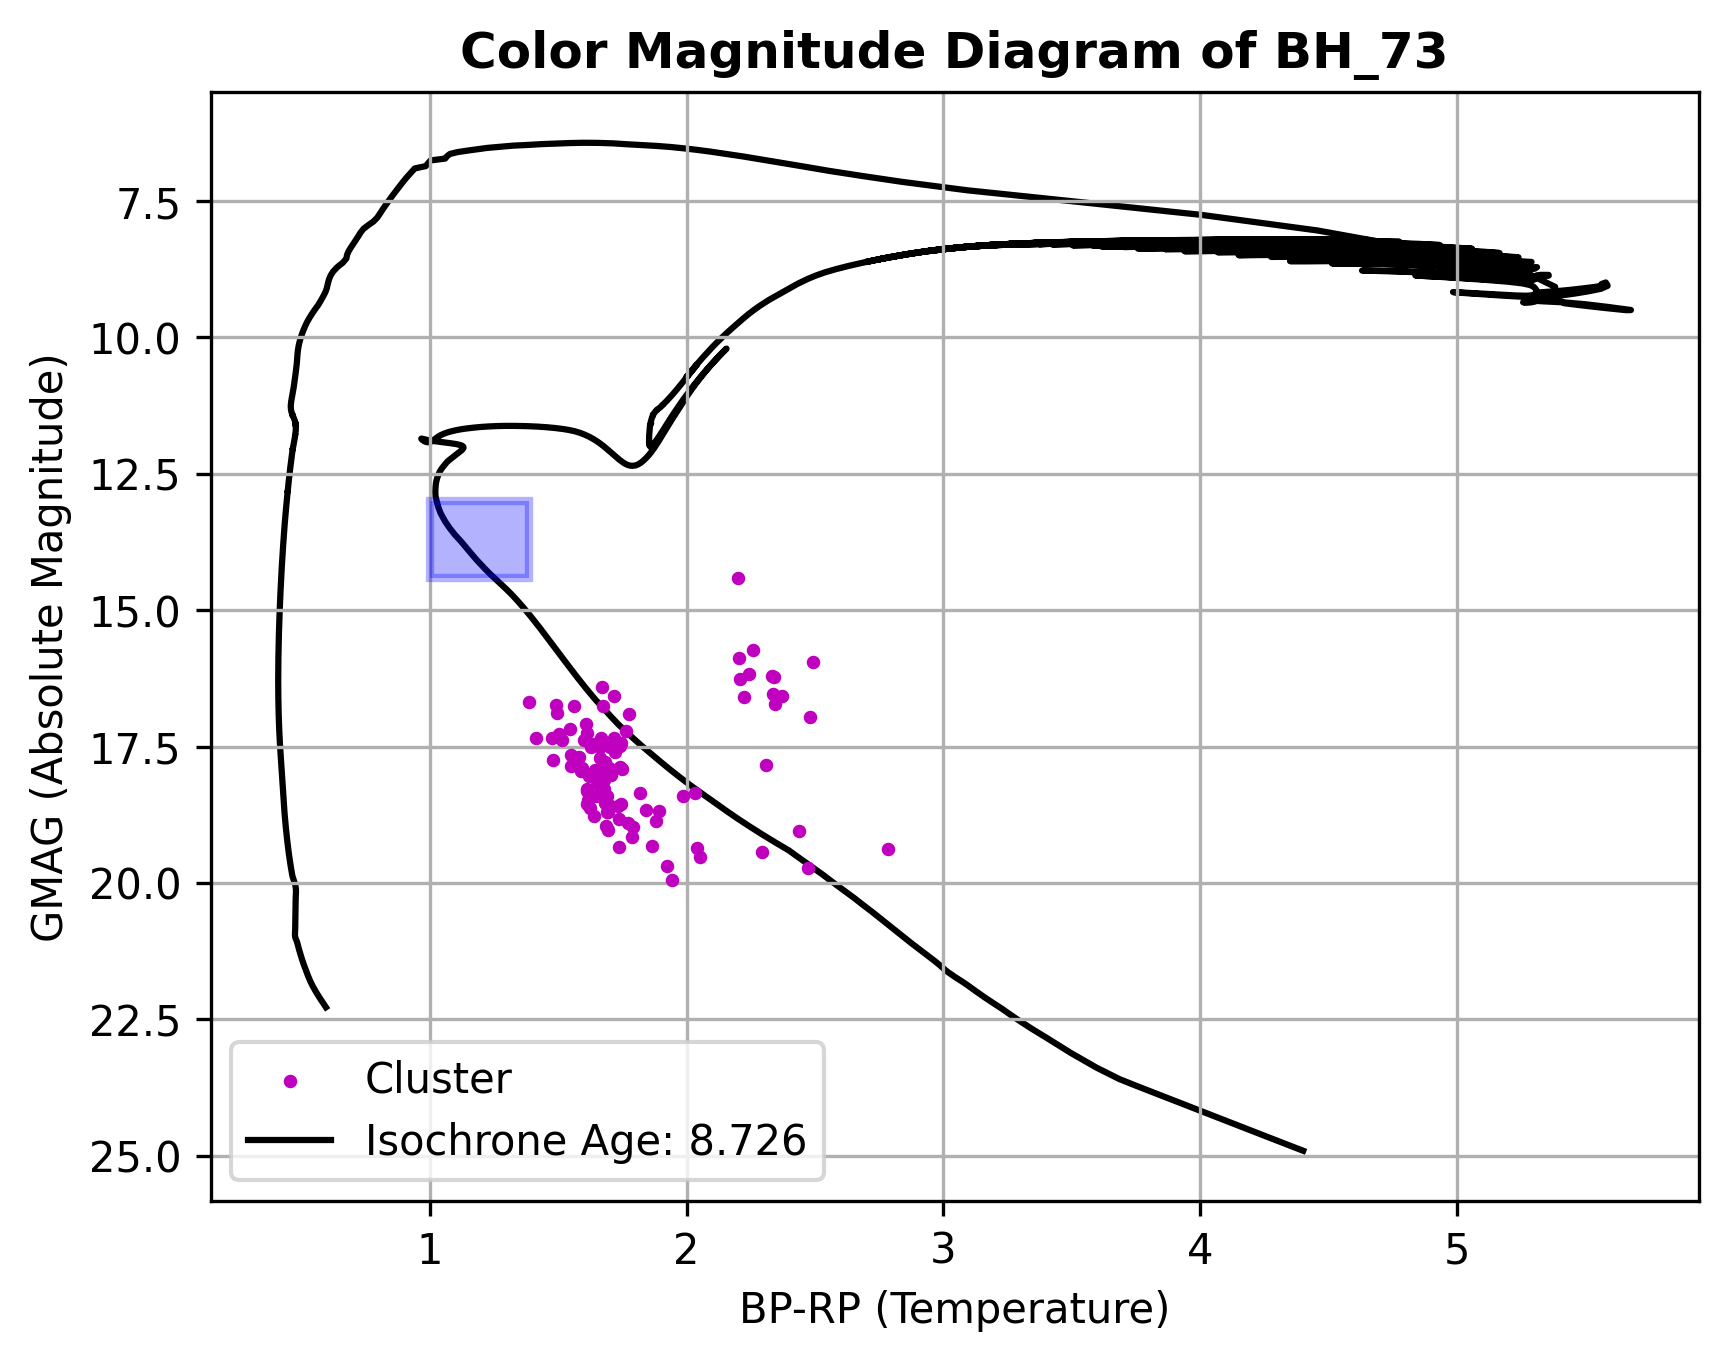 Color Magnitude Diagram of BH_73
GMAG (Absolute Magnitude)
7.5
10.0
12.5
15.0
17.5
20.0
22.5
25.0
Cluster
Isochrone Age: 8.726
1 2 3 4 5
BP-RP (Temperature)